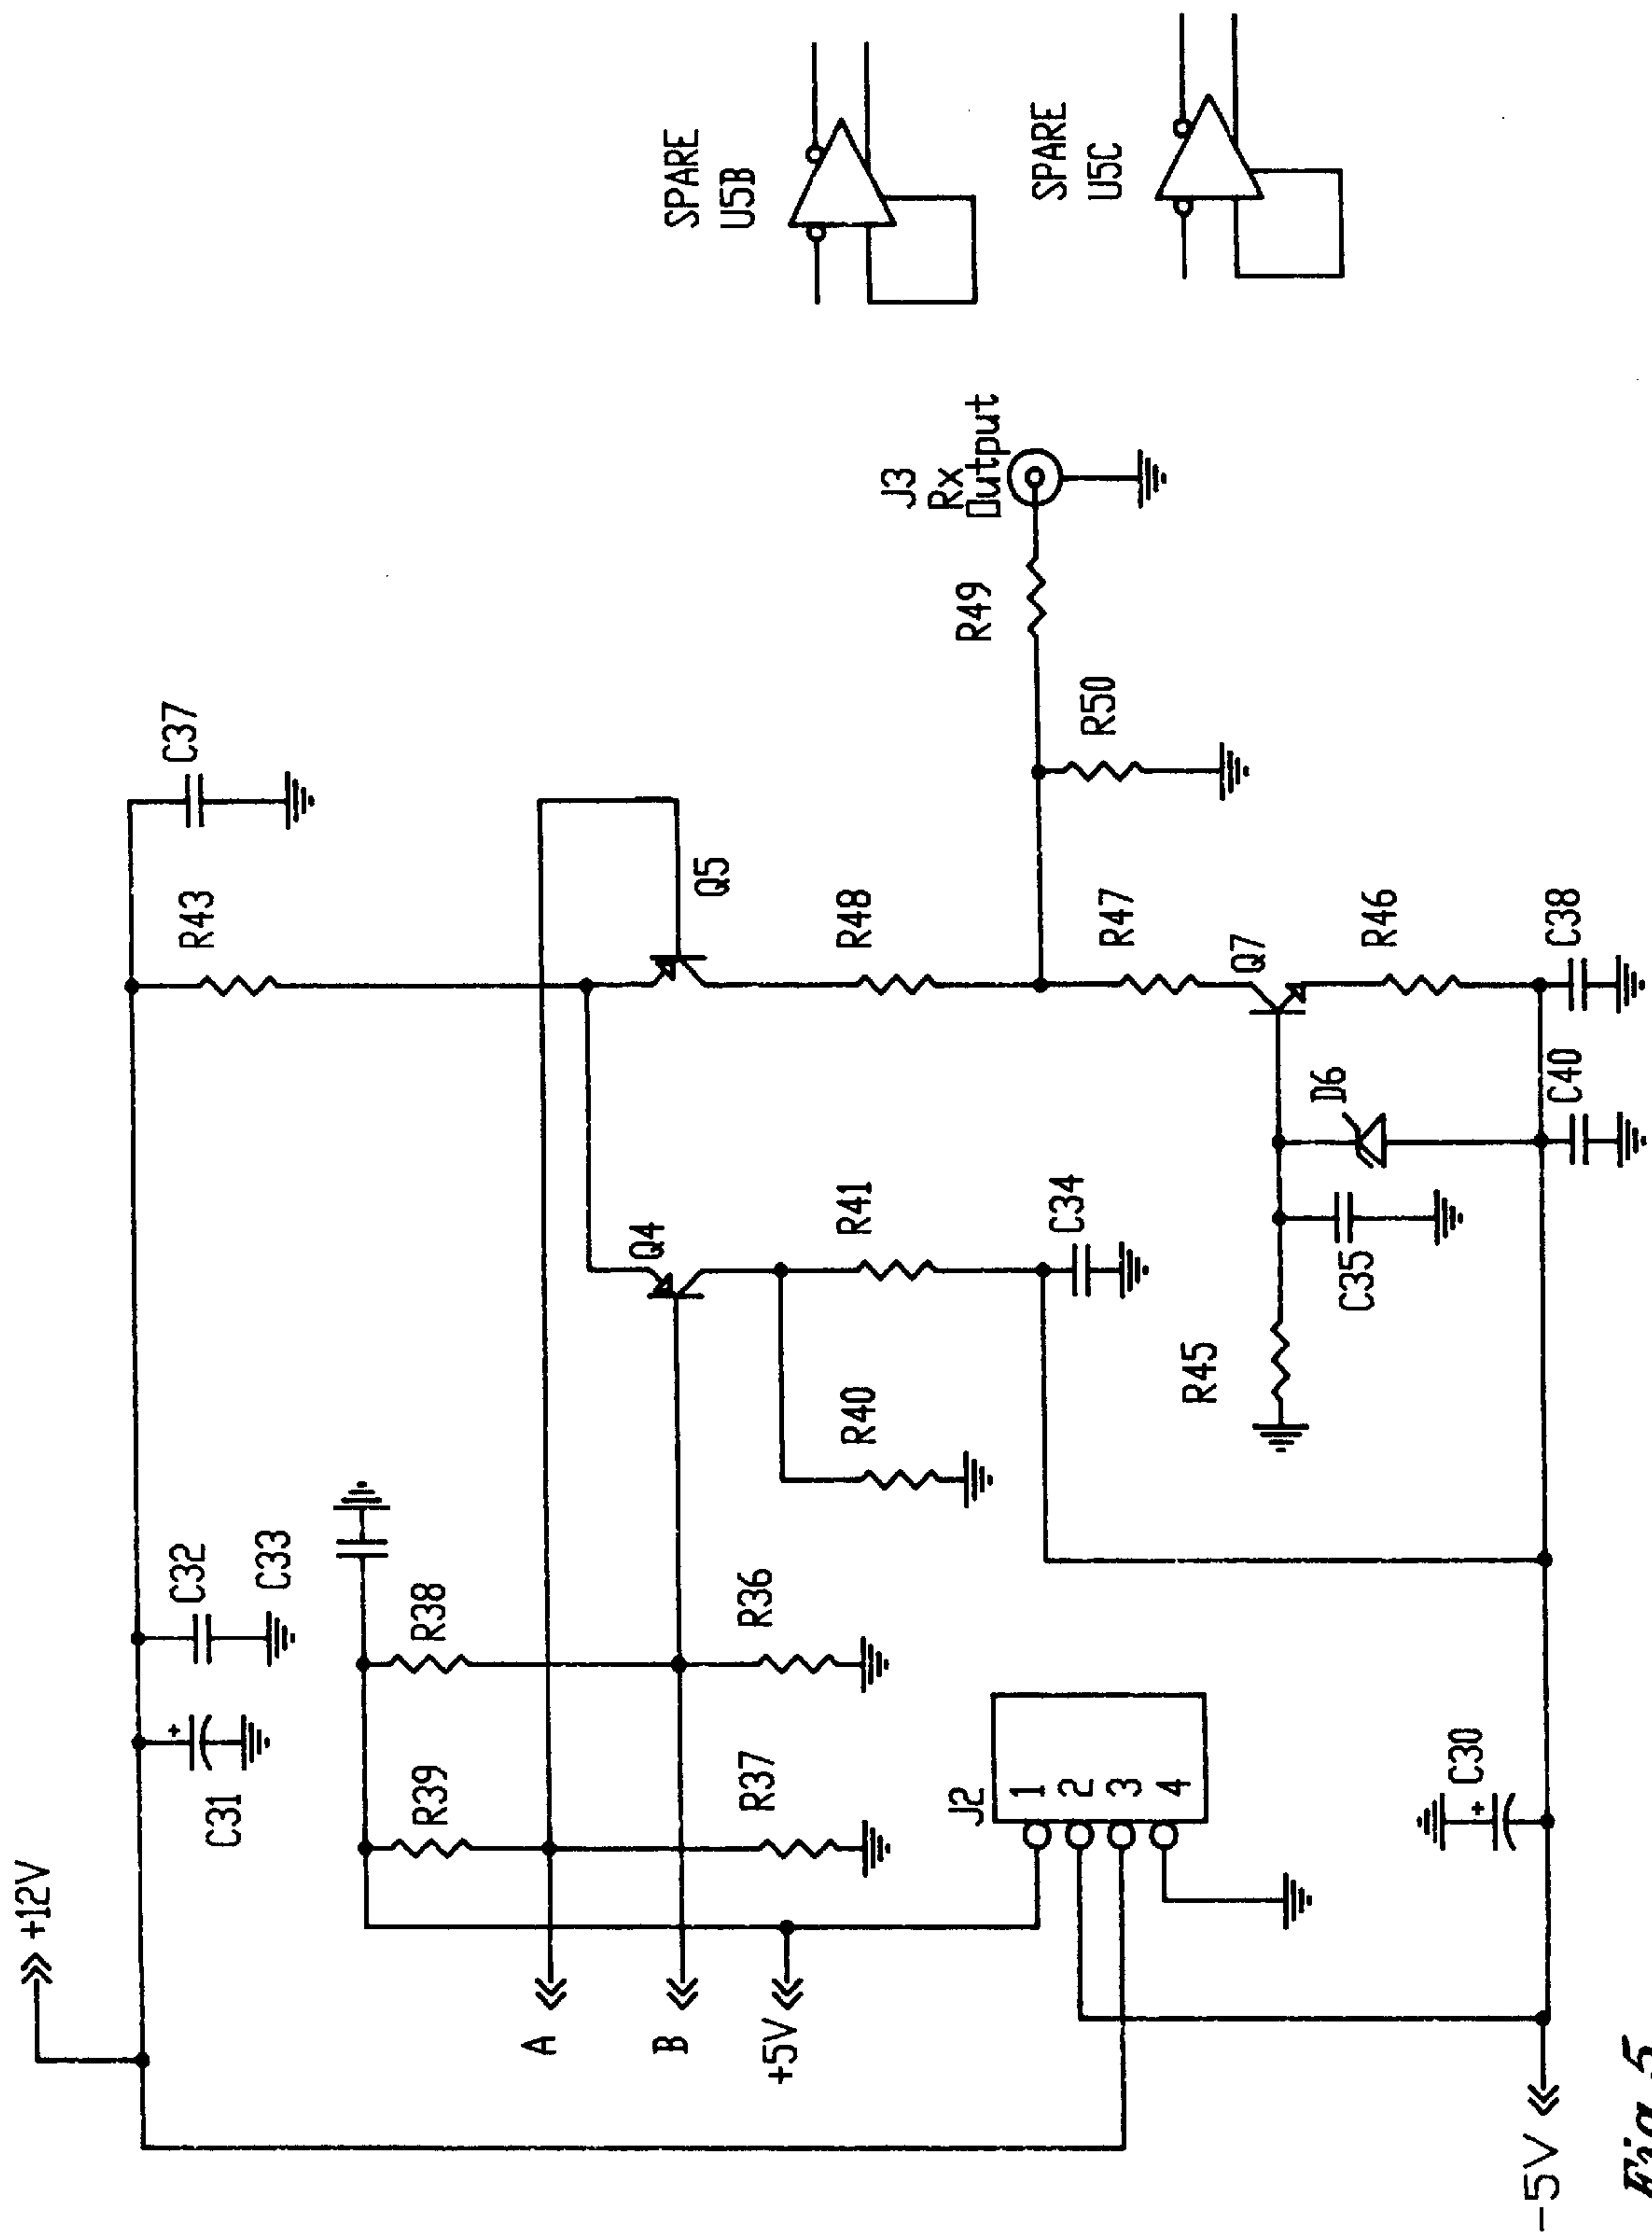 +12V
C31
C32
C33
R43
C37
R39
R38
A
B
+5V
R37
R36
Q4
Q5
R40
R41
C34
R48
J2
1
2
3
4
R45
C35
D6
Q7
R47
R46
C38
C40
C30
-5V
R50
R49
J3
Rx
Output
SPARE
U5B
SPARE
U5C
Fig. 5